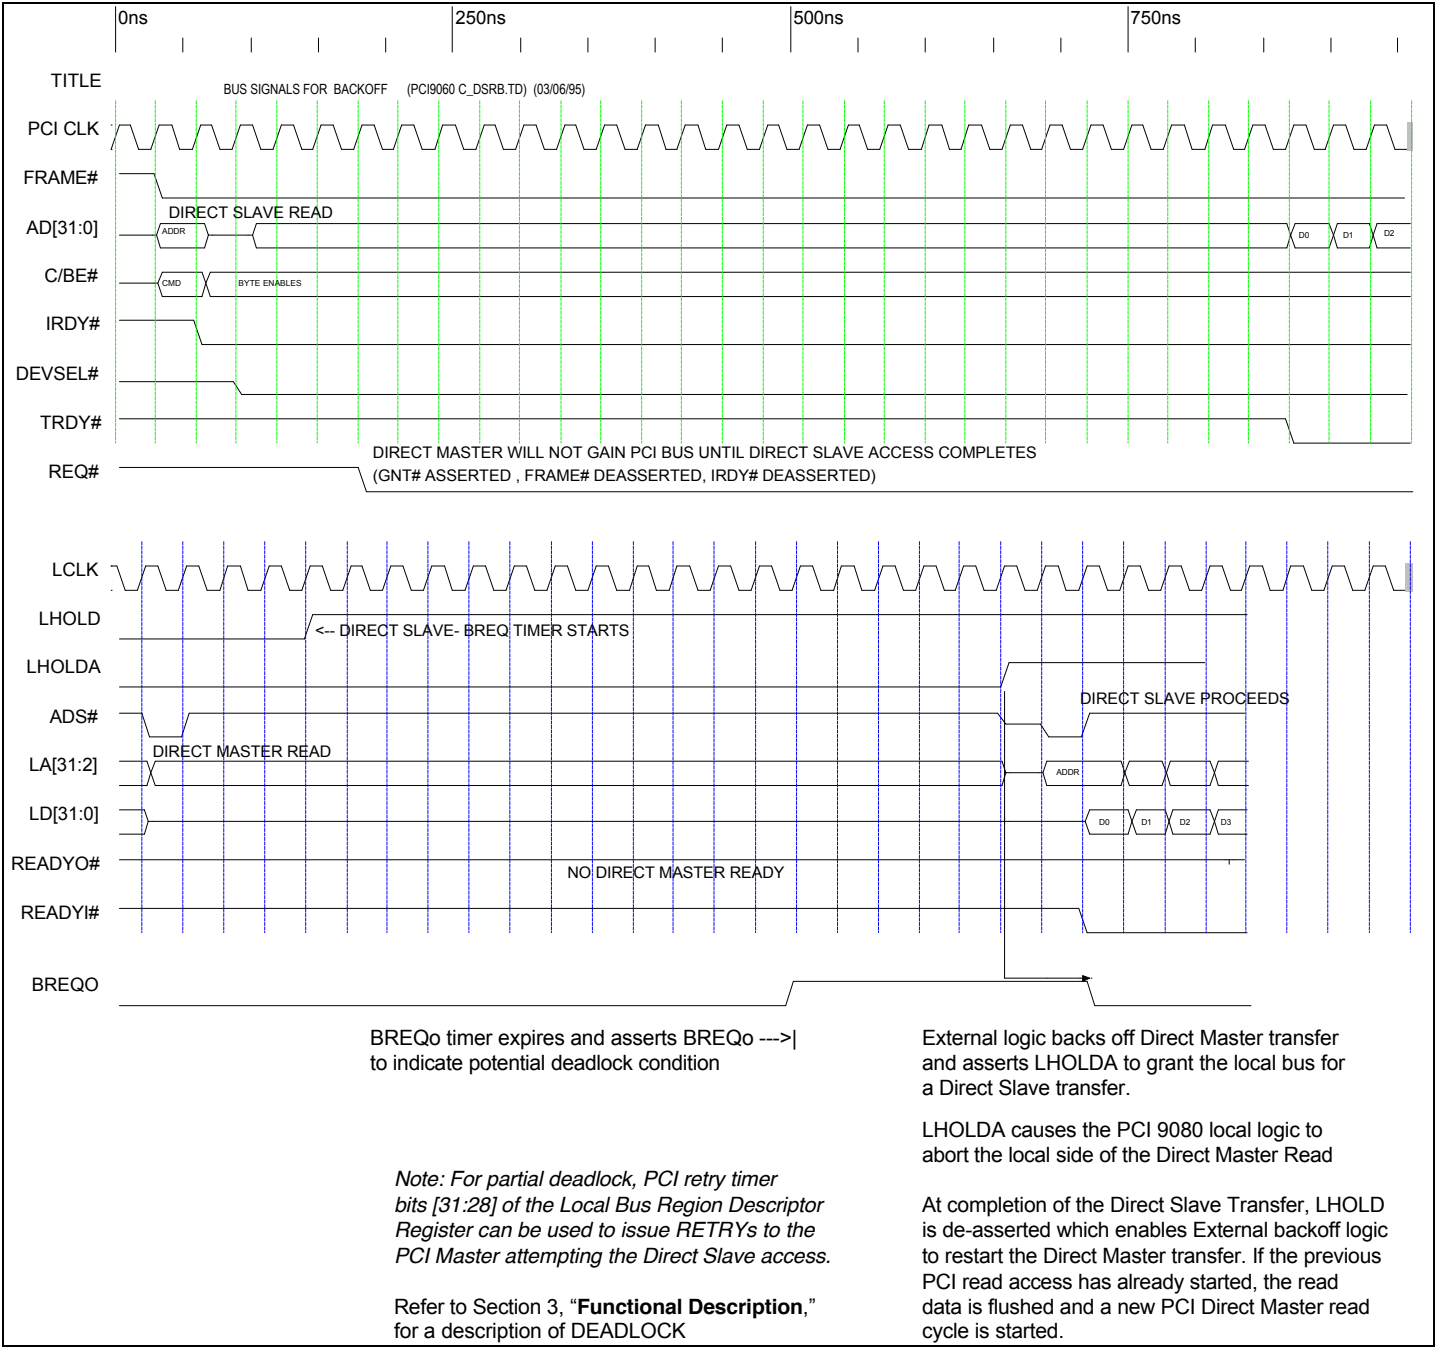 0ns 250ns 500ns 750ns
TITLE
BUS SIGNALS FOR BACKOFF (PCI9060 C_DSRB.TD) (03/06/95)
PCI CLK
FRAME#
DIRECT SLAVE READ
AD[31:0] ADDR D0 D1 D2
C/BE# CMD BYTE ENABLES
IRDY#
DEVSEL#
TRDY#
DIRECT MASTER WILL NOT GAIN PCI BUS UNTIL DIRECT SLAVE ACCESS COMPLETES
REQ# (GNT# ASSERTED , FRAME# DEASSERTED, IRDY# DEASSERTED)
LCLK
LHOLD
<-- DIRECT SLAVE- BREQ TIMER STARTS
LHOLDA
DIRECT SLAVE PROCEEDS
ADS#
DIRECT MASTER READ
LA[31:2] ADDR
LD[31:0] D0 D1 D2 D3
READYO#
NO DIRECT MASTER READY
READYI#
BREQO
BREQo timer expires and asserts BREQo --->|
to indicate potential deadlock condition
External logic backs off Direct Master transfer
and asserts LHOLDA to grant the local bus for
a Direct Slave transfer.
LHOLDA causes the PCI 9080 local logic to
abort the local side of the Direct Master Read
Note: For partial deadlock, PCI retry timer
bits [31:28] of the Local Bus Region Descriptor
Register can be used to issue RETRYs to the
PCI Master attempting the Direct Slave access.
At completion of the Direct Slave Transfer, LHOLD
is de-asserted which enables External backoff logic
to restart the Direct Master transfer. If the previous
PCI read access has already started, the read
data is flushed and a new PCI Direct Master read
cycle is started.
Refer to Section 3, “Functional Description,”
for a description of DEADLOCK